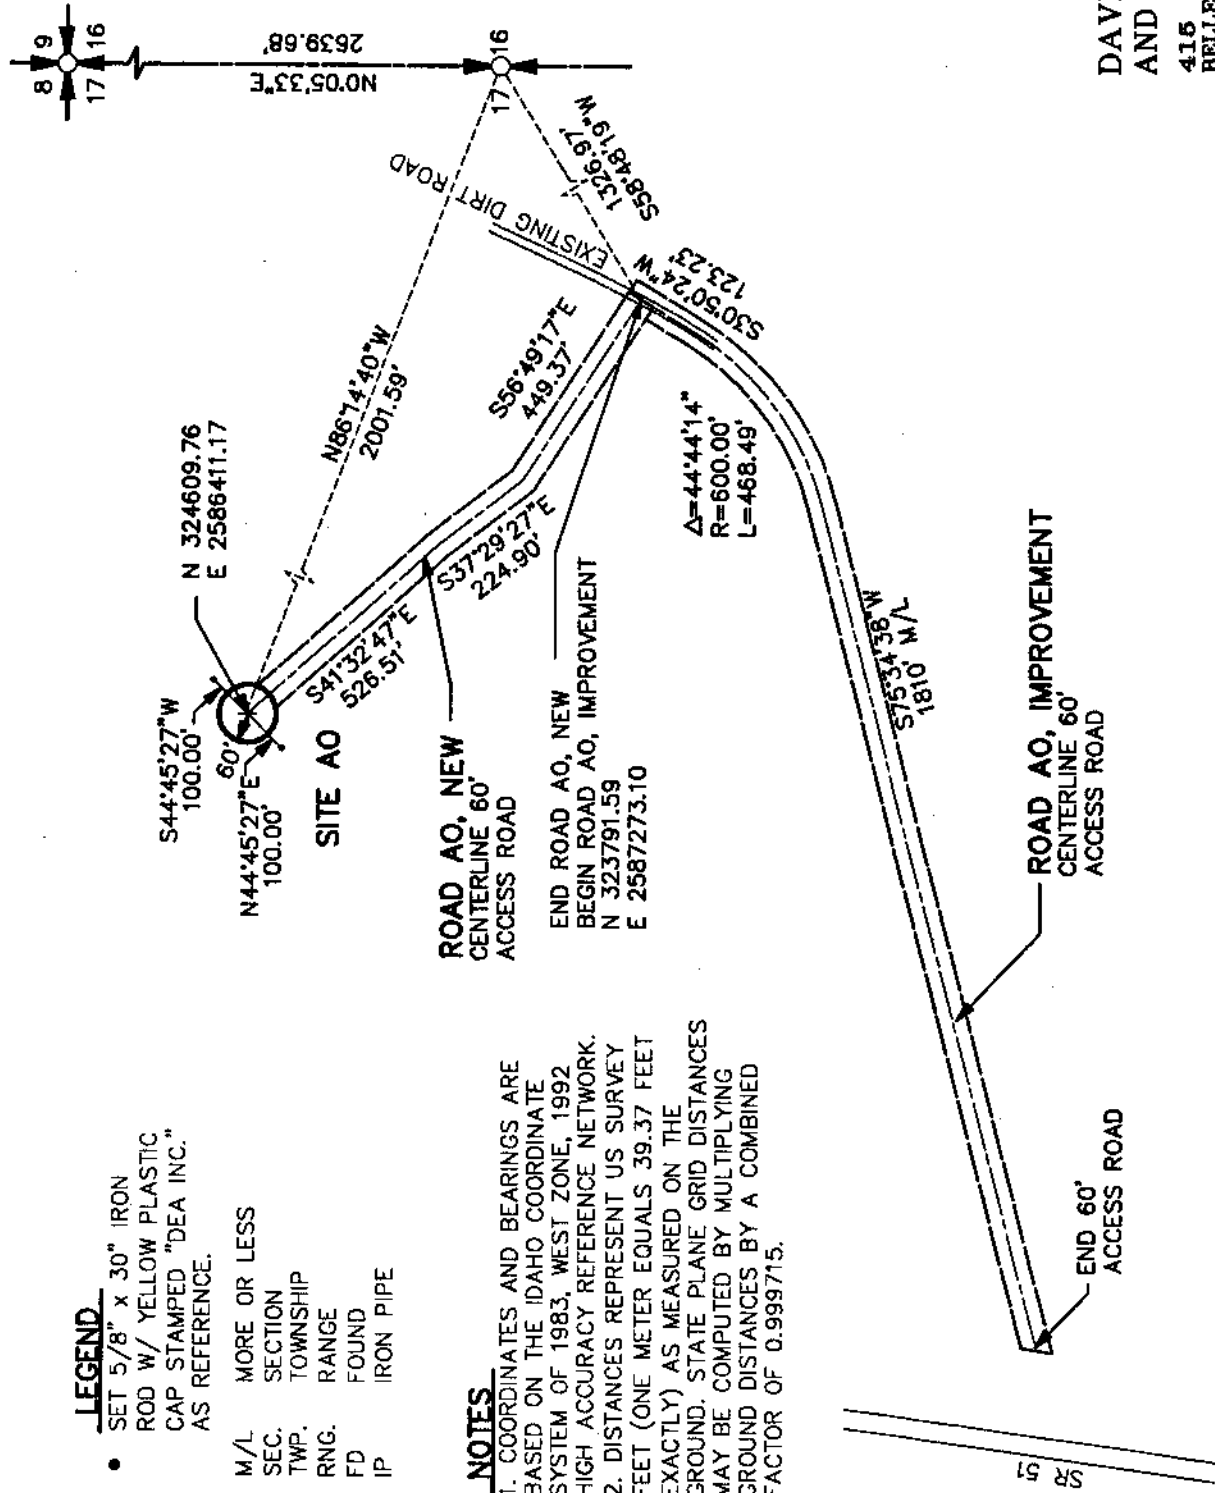 LEGEND
● SET 5/8" x 30" IRON
ROD W/ YELLOW PLASTIC
CAP STAMPED "DEA INC."
AS REFERENCE.
M/L MORE OR LESS
SEC. SECTION
TWP. TOWNSHIP
RNG. RANGE
FD FOUND
IP IRON PIPE
NOTES
1. COORDINATES AND BEARINGS ARE
BASED ON THE IDAHO COORDINATE
SYSTEM OF 1983, WEST ZONE, 1992
HIGH ACCURACY REFERENCE NETWORK.
2. DISTANCES REPRESENT US SURVEY
FEET (ONE METER EQUALS 39.37 FEET
EXACTLY) AS MEASURED ON THE
GROUND. STATE PLANE GRID DISTANCES
MAY BE COMPUTED BY MULTIPLYING
GROUND DISTANCES BY A COMBINED
FACTOR OF 0.999715.
S44°45'27"W
100.00'
60'
N44°45'27"E
100.00'
SITE AO
N 324609.76
E 2586411.17
N86°14'40"W
2001.59'
8 9
17 16
N0°05'33"E
2639.68'
17 16
S58°48'19"W
1326.97'
EXISTING DIRT ROAD
S41°32'47"E
526.51'
S37°29'27"E
224.90'
S56°49'17"E
449.37'
ROAD AO, NEW
CENTERLINE 60'
ACCESS ROAD
END ROAD AO, NEW
BEGIN ROAD AO, IMPROVEMENT
N 323791.59
E 2587273.10
S30°50'24"W
123.23'
Δ=44°44'14"
R=600.00'
L=468.49'
S75°34'38"W
1810' M/L
ROAD AO, IMPROVEMENT
CENTERLINE 60'
ACCESS ROAD
END 60'
ACCESS ROAD
SR 51
AND
415